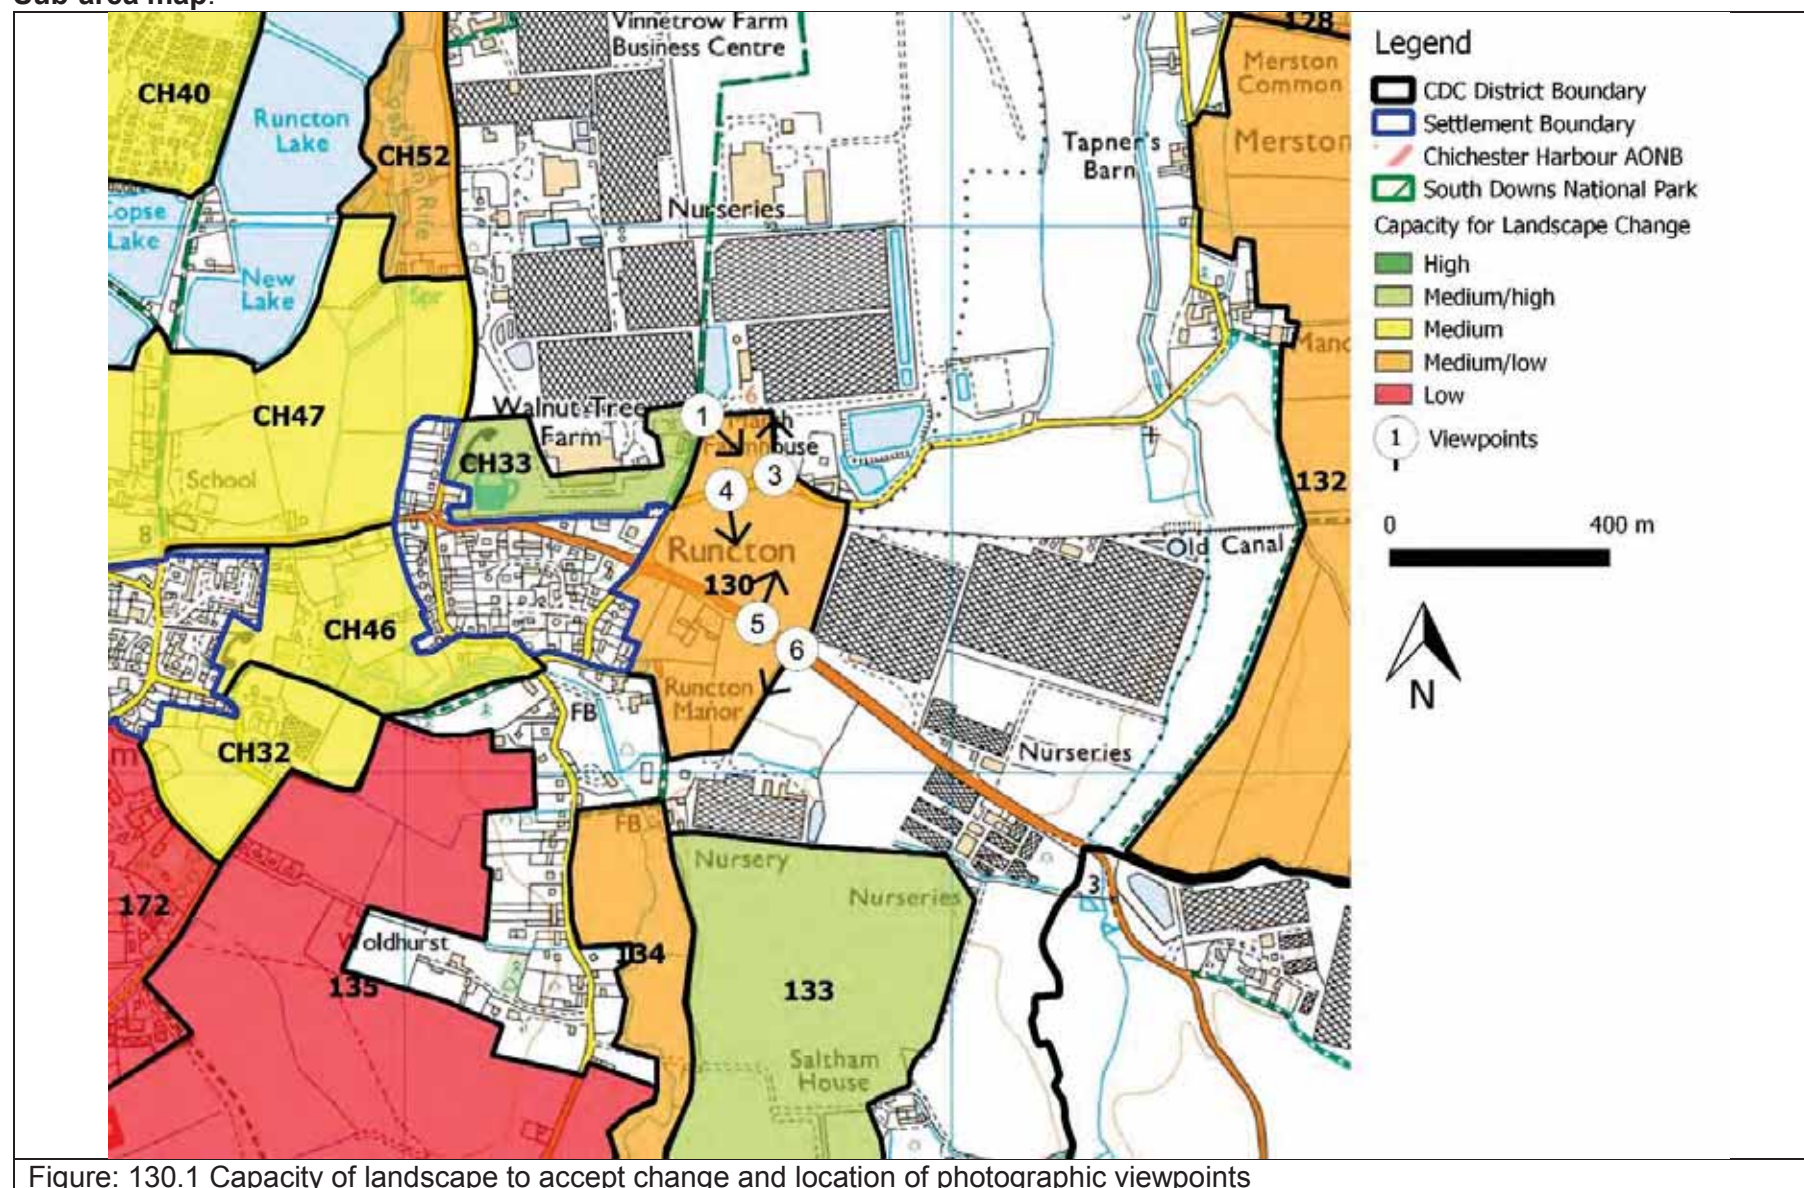 Sub-area map:
Vinnetrow Farm
Business Centre
128
CH40
Runcton
Lake
CH52
Merston
Common
Tapner's
Barn
Merston
Copse
Lake
Nurseries
New
Lake
Spr
Walnut Tree
Farm
CH47
School
CH33
8
1
6
3
4
132
Runcton
130
Old Canal
5
6
CH46
Runcton
Manor
FB
CH32
Nurseries
m
FB
Nursery
Nurseries
3
172
Woldhurst
134
135
133
Saltham
House
Legend
CDC District Boundary
Settlement Boundary
Chichester Harbour AONB
South Downs National Park
Capacity for Landscape Change
High
Medium/high
Medium
Medium/low
Low
1 Viewpoints
0 400 m
N
Figure: 130.1 Capacity of landscape to accept change and location of photographic viewpoints